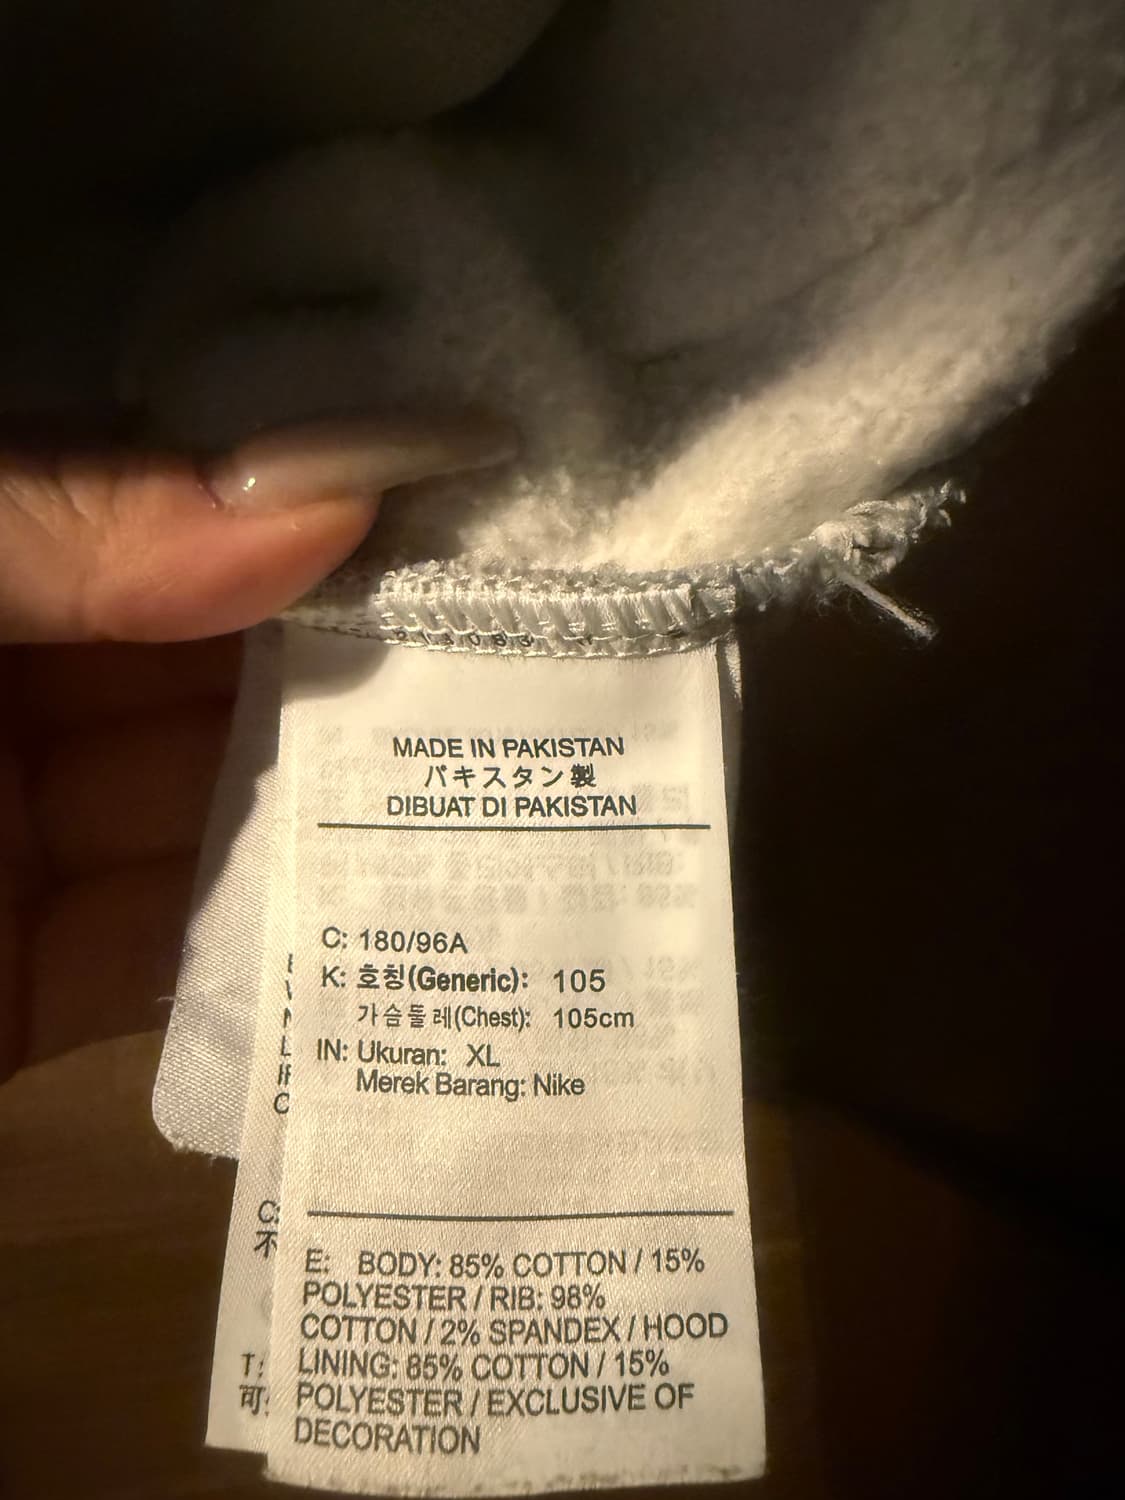 MADE IN PAKISTAN
パキスタン製
DIBUAT DI PAKISTAN
C: 180/96A
K: 호칭(Generic): 105
가슴둘레(Chest): 105cm
IN: Ukuran: XL
Merek Barang: Nike
E: BODY: 85% COTTON / 15%
POLYESTER / RIB: 98%
COTTON / 2% SPANDEX / HOOD
LINING: 85% COTTON / 15%
POLYESTER / EXCLUSIVE OF
DECORATION
C:
不
T:
可: